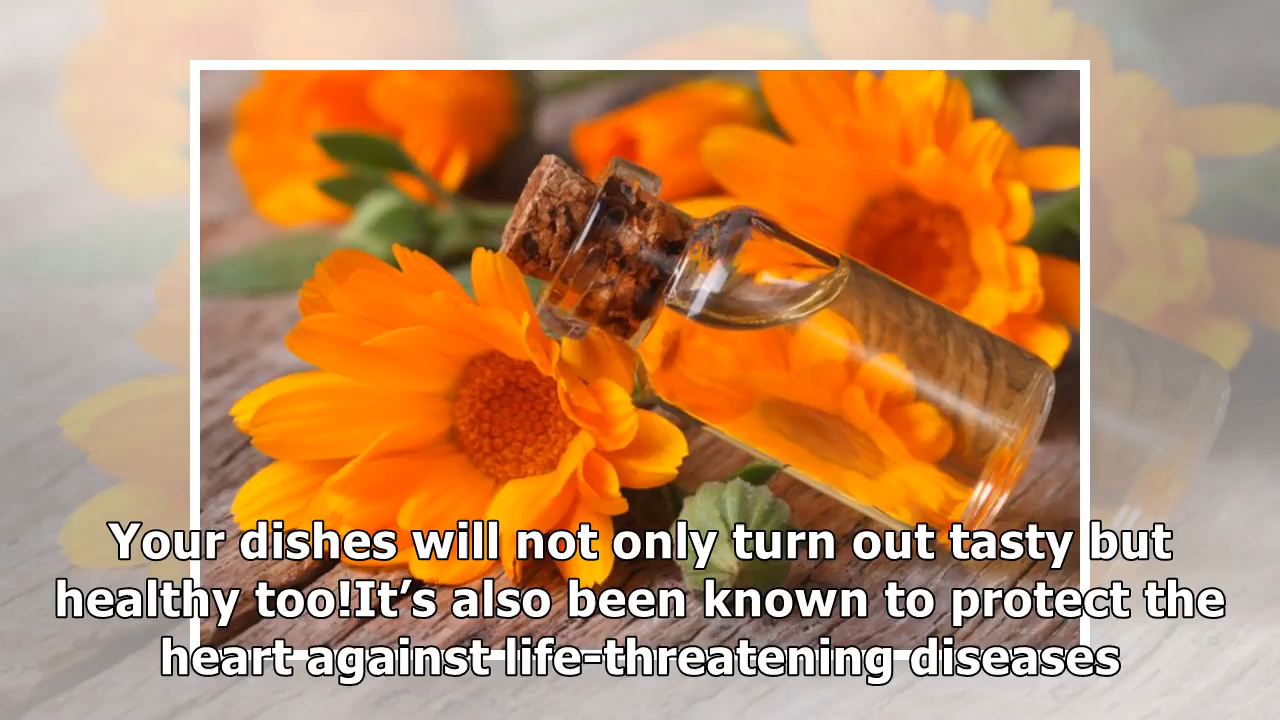 Your dishes will not only turn out tasty but
healthy too!It’s also been known to protect the
heart against life-threatening diseases